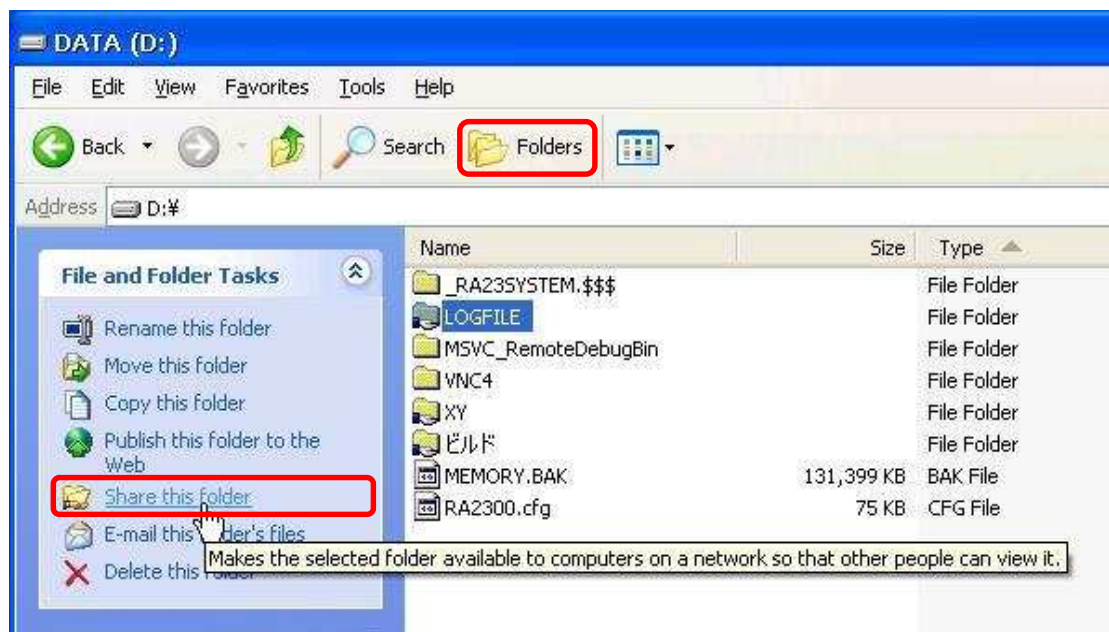 DATA (D:)
File Edit View Favorites Tools Help
Back Search Folders
Address D:¥
Name Size Type
File and Folder Tasks
Rename this folder
Move this folder
Copy this folder
Publish this folder to the
Web
Share this folder
E-mail this der's files
Delete this
_RA23SYSTEM.$$$ File Folder
LOGFILE File Folder
MSVC_RemoteDebugBin File Folder
VNC4 File Folder
XY File Folder
ビルド File Folder
MEMORY.BAK 131,399 KB BAK File
RA2300.cfg 75 KB CFG File
Makes the selected folder available to computers on a network so that other people can view it.